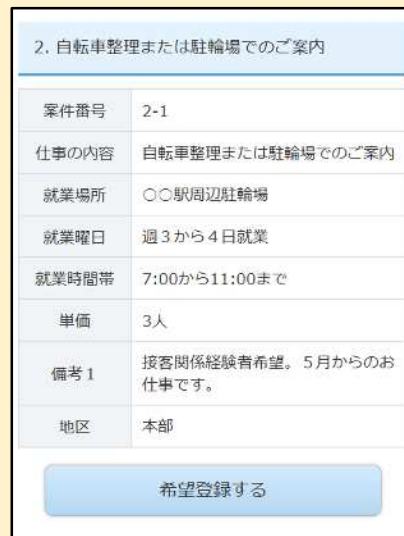 2. 自転車整理または駐輪場でのご案内
案件番号 2-1
仕事の内容 自転車整理または駐輪場でのご案内
就業場所 〇〇駅周辺駐輪場
就業曜日 週３から４日就業
就業時間帯 7:00から11:00まで
単価 3人
備考１ 接客関係経験者希望。５月からのお
仕事です。
地区 本部
希望登録する